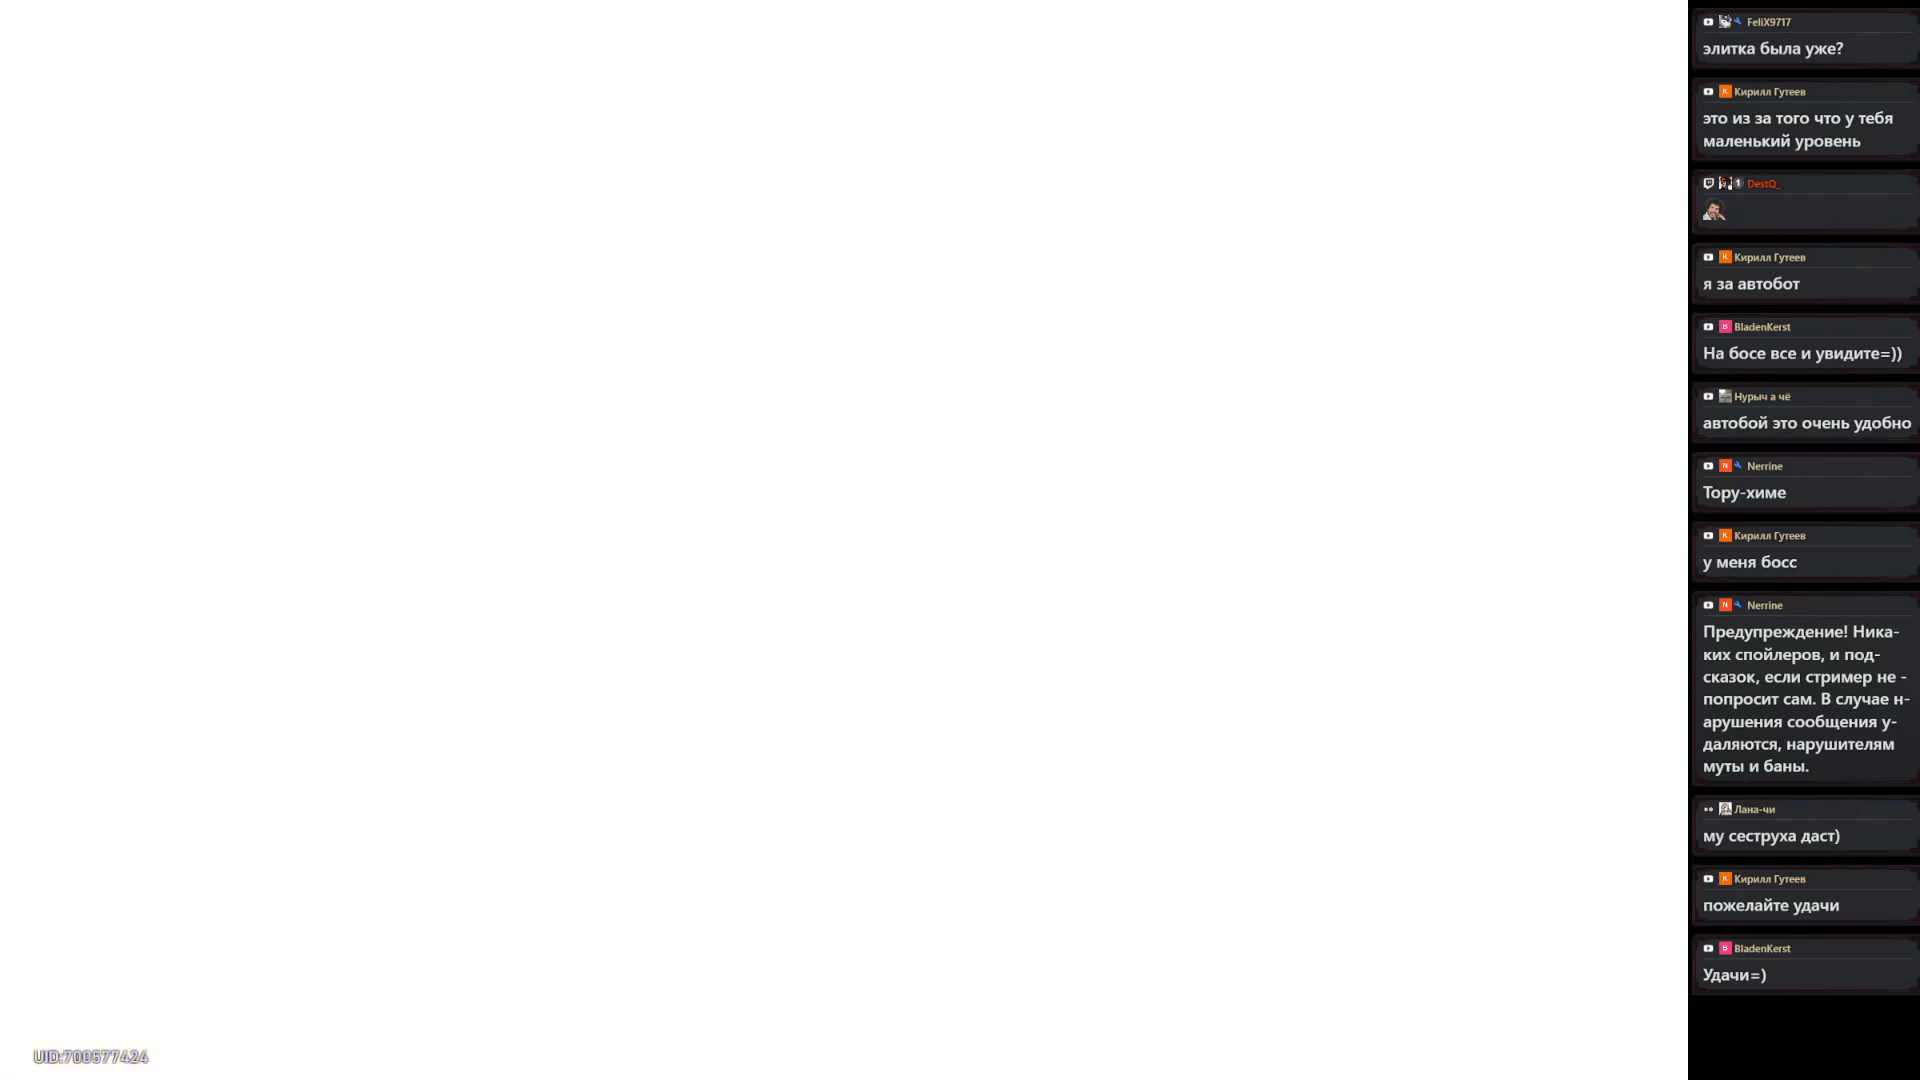 FeliX9717
элитка была уже?
Кирилл Гутеев
это из за того что у тебя
маленький уровень
DestQ_
Кирилл Гутеев
я за автобот
BladenKerst
На босе все и увидите=))
Нурыч а чё
автобой это очень удобно
Nerrine
Тору-химе
Кирилл Гутеев
у меня босс
Nerrine
Предупреждение! Ника-
ких спойлеров, и под-
сказок, если стример не -
попросит сам. В случае н-
арушения сообщения у-
даляются, нарушителям
муты и баны.
Лана-чи
му сеструха даст)
Кирилл Гутеев
пожелайте удачи
BladenKerst
Удачи=)
UID:700577424